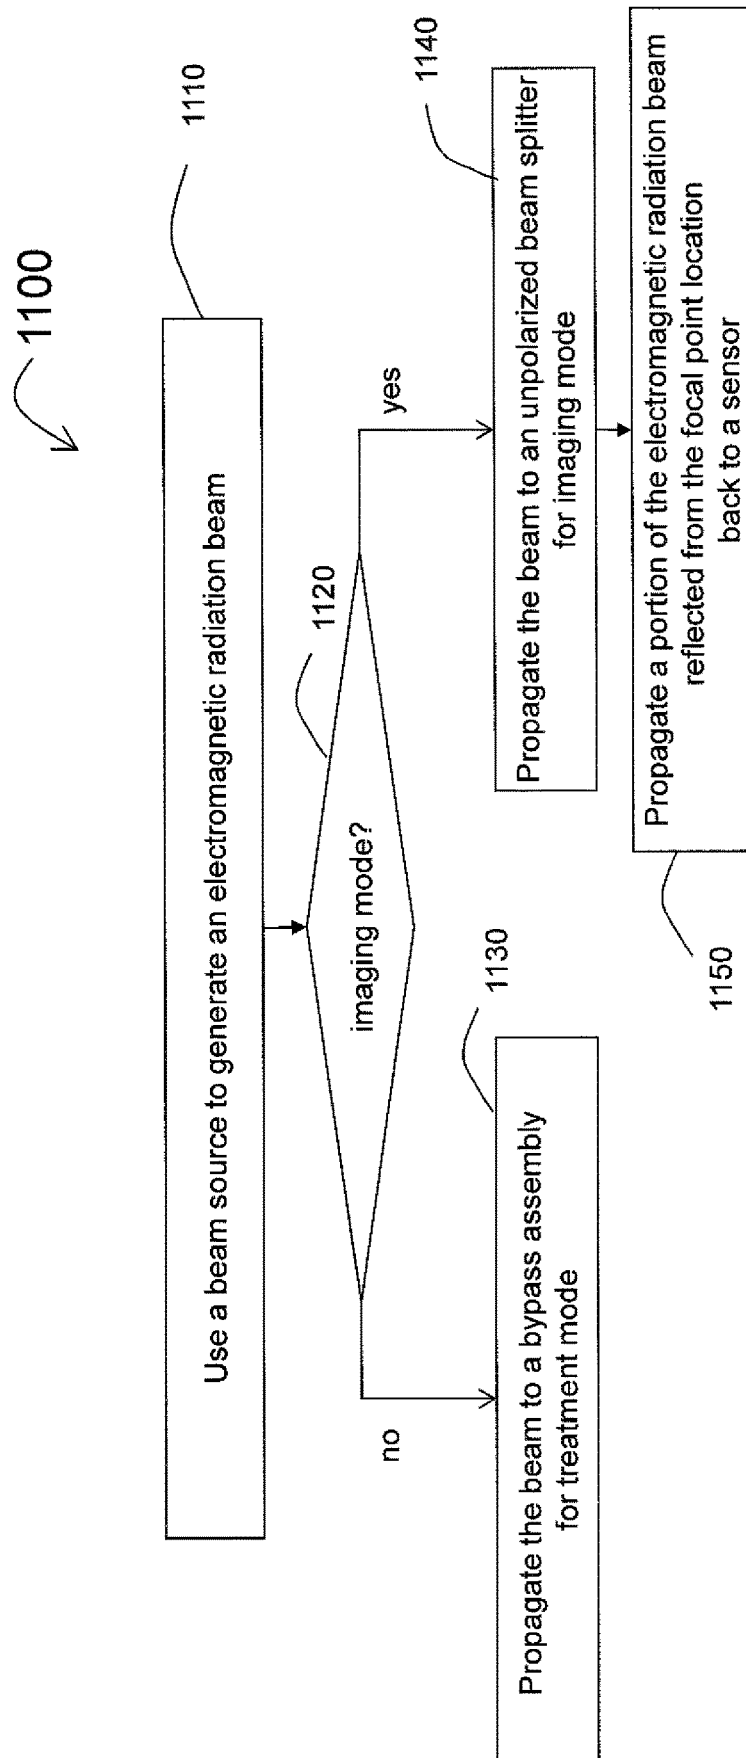 1100
1110
Use a beam source to generate an electromagnetic radiation beam
1120
imaging mode?
no
yes
1130
Propagate the beam to a bypass assembly
for treatment mode
1140
Propagate the beam to an unpolarized beam splitter
for imaging mode
1150
Propagate a portion of the electromagnetic radiation beam
reflected from the focal point location
back to a sensor